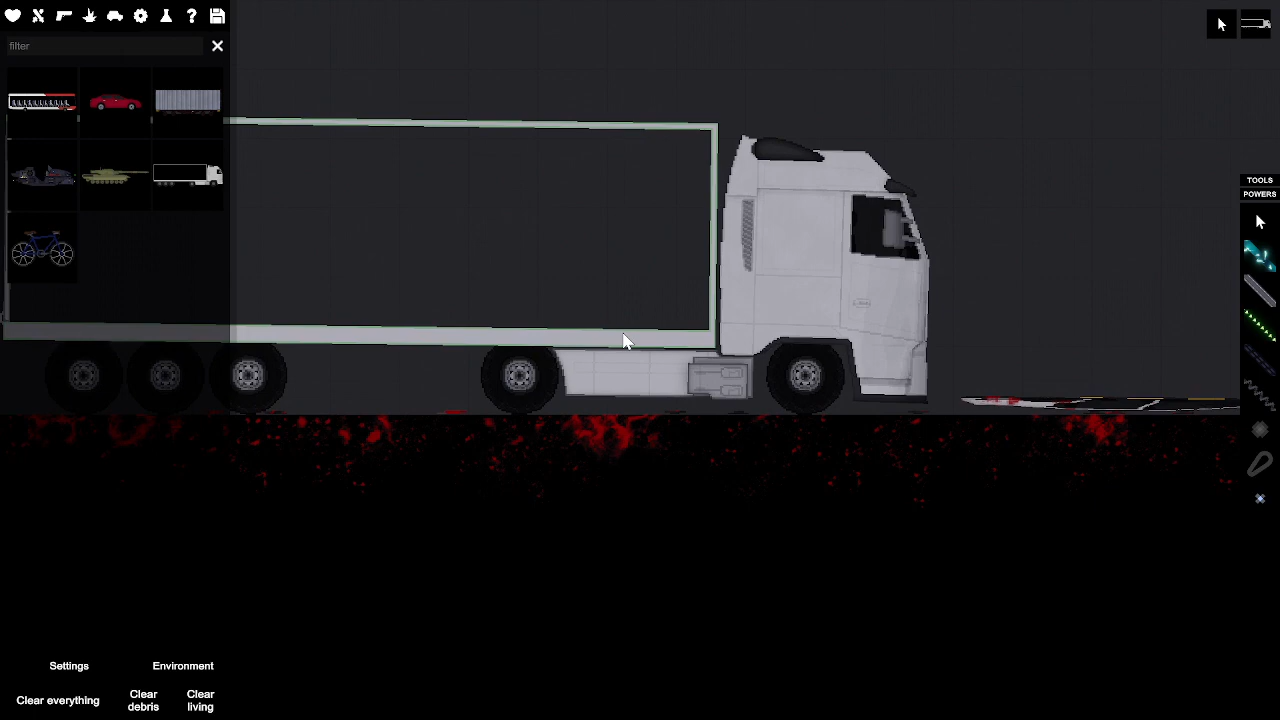 filter
TOOLS
POWERS
Settings
Environment
Clear everything
Clear
debris
Clear
living